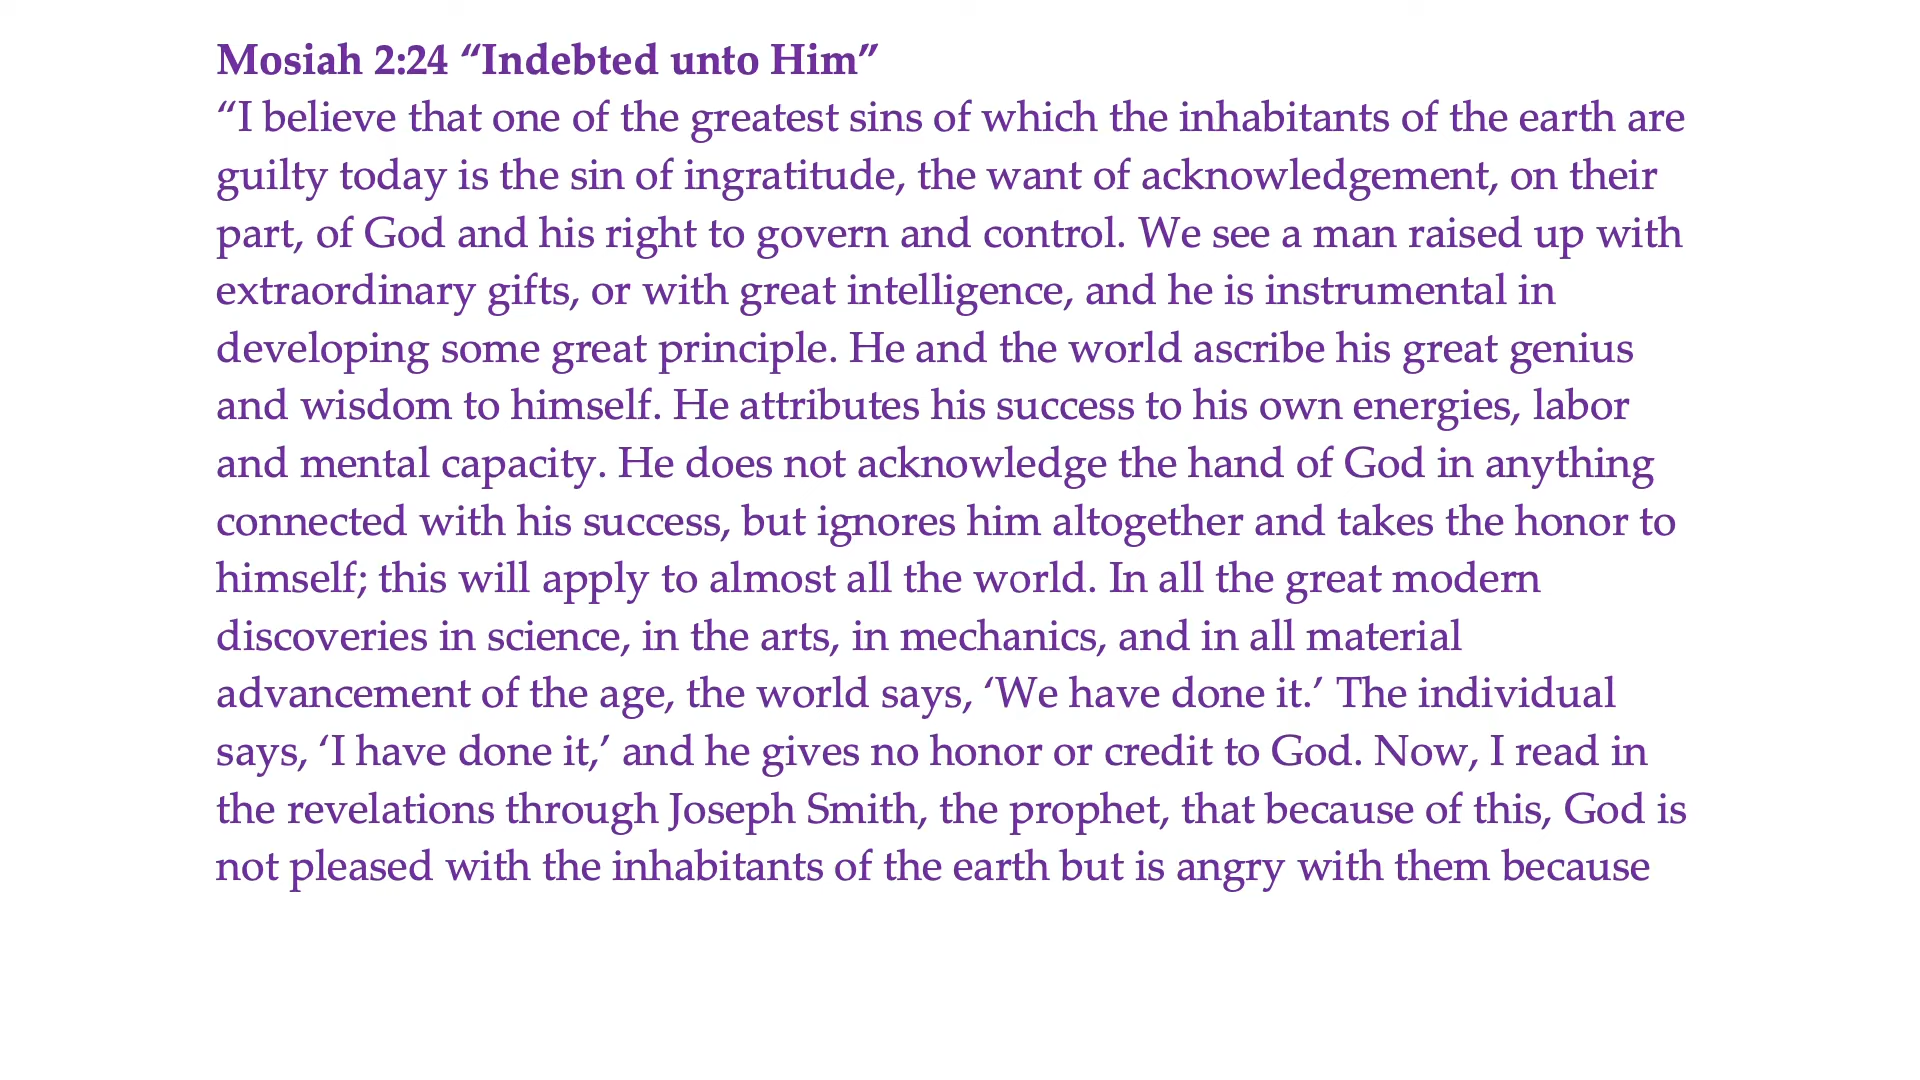 Mosiah 2:24 “Indebted unto Him”
“I believe that one of the greatest sins of which the inhabitants of the earth are
guilty today is the sin of ingratitude, the want of acknowledgement, on their
part, of God and his right to govern and control. We see a man raised up with
extraordinary gifts, or with great intelligence, and he is instrumental in
developing some great principle. He and the world ascribe his great genius
and wisdom to himself. He attributes his success to his own energies, labor
and mental capacity. He does not acknowledge the hand of God in anything
connected with his success, but ignores him altogether and takes the honor to
himself; this will apply to almost all the world. In all the great modern
discoveries in science, in the arts, in mechanics, and in all material
advancement of the age, the world says, ‘We have done it.’ The individual
says, ‘I have done it,’ and he gives no honor or credit to God. Now, I read in
the revelations through Joseph Smith, the prophet, that because of this, God is
not pleased with the inhabitants of the earth but is angry with them because